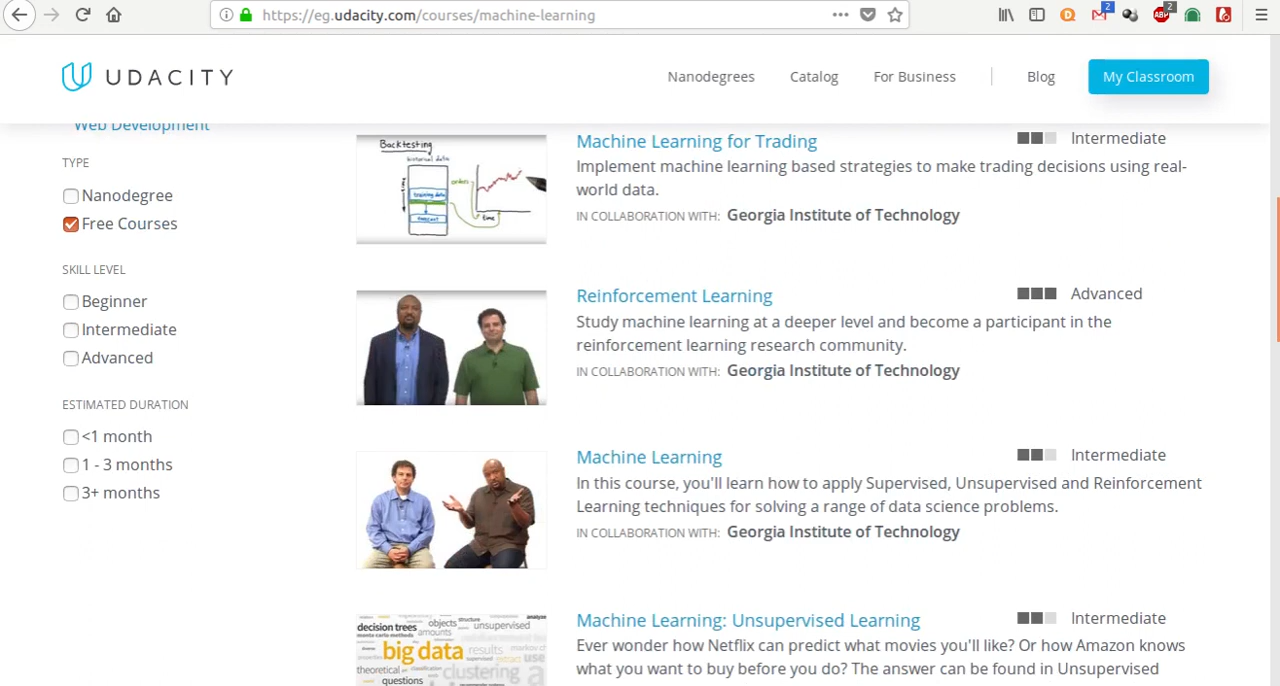 https://eg.udacity.com/courses/machine-learning
2
2
UDACITY
Nanodegrees
Catalog
For Business
Blog
My Classroom
Web Development
TYPE
Nanodegree
Free Courses
SKILL LEVEL
Beginner
Intermediate
Advanced
ESTIMATED DURATION
<1 month
1 - 3 months
3+ months
Backtesting
historical data
orders
training data
time
Machine Learning for Trading
Intermediate
Implement machine learning based strategies to make trading decisions using real-
world data.
IN COLLABORATION WITH: Georgia Institute of Technology
Reinforcement Learning
Advanced
Study machine learning at a deeper level and become a participant in the
reinforcement learning research community.
IN COLLABORATION WITH: Georgia Institute of Technology
Machine Learning
Intermediate
In this course, you'll learn how to apply Supervised, Unsupervised and Reinforcement
Learning techniques for solving a range of data science problems.
IN COLLABORATION WITH: Georgia Institute of Technology
decision trees
objects
unsupervised
amounts
big data
results
theoretical
clustering
questions
Machine Learning: Unsupervised Learning
Intermediate
Ever wonder how Netflix can predict what movies you'll like? Or how Amazon knows
what you want to buy before you do? The answer can be found in Unsupervised